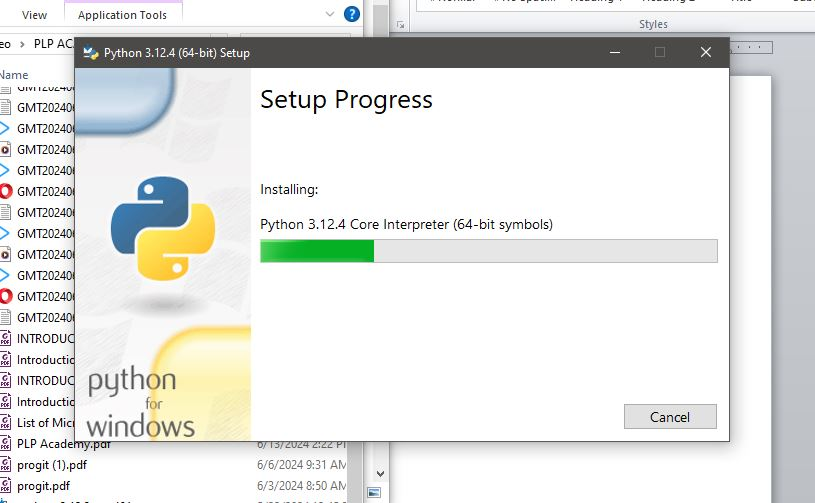 View
Application Tools
Styles
eo > PLP AC
Name
Python 3.12.4 (64-bit) Setup
Setup Progress
Installing:
Python 3.12.4 Core Interpreter (64-bit symbols)
Cancel
python
for
windows
GMT20240
GMT20240
GMT20240
GMT20240
GMT20240
GMT20240
GMT20240
GMT20240
GMT20240
GMT20240
GMT20240
INTRODUC
Introductio
INTRODUC
Introductio
List of Mic
PLP Academy.pdf 6/13/2024 2:22 PM
progit (1).pdf 6/6/2024 9:31 AM
progit.pdf 6/3/2024 8:50 AM